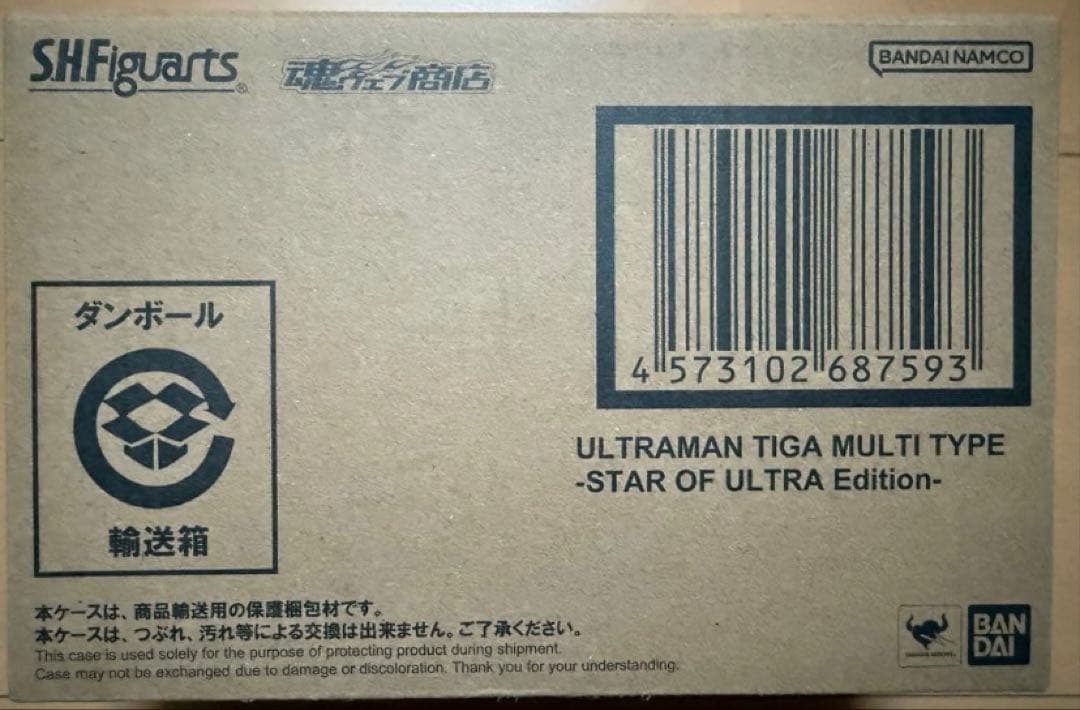 S.H.Figuarts®
魂ウェブ商店
BANDAI NAMCO
4 573102 687593
ULTRAMAN TIGA MULTI TYPE
-STAR OF ULTRA Edition-
ダンボール
輸送箱
本ケースは、商品輸送用の保護梱包材です。
本ケースは、つぶれ、汚れ等による交換は出来ません。ご了承ください。
This case is used solely for the purpose of protecting product during shipment.
Case may not be exchanged due to damage or discoloration. Thank you for your understanding.
BAN
DAI